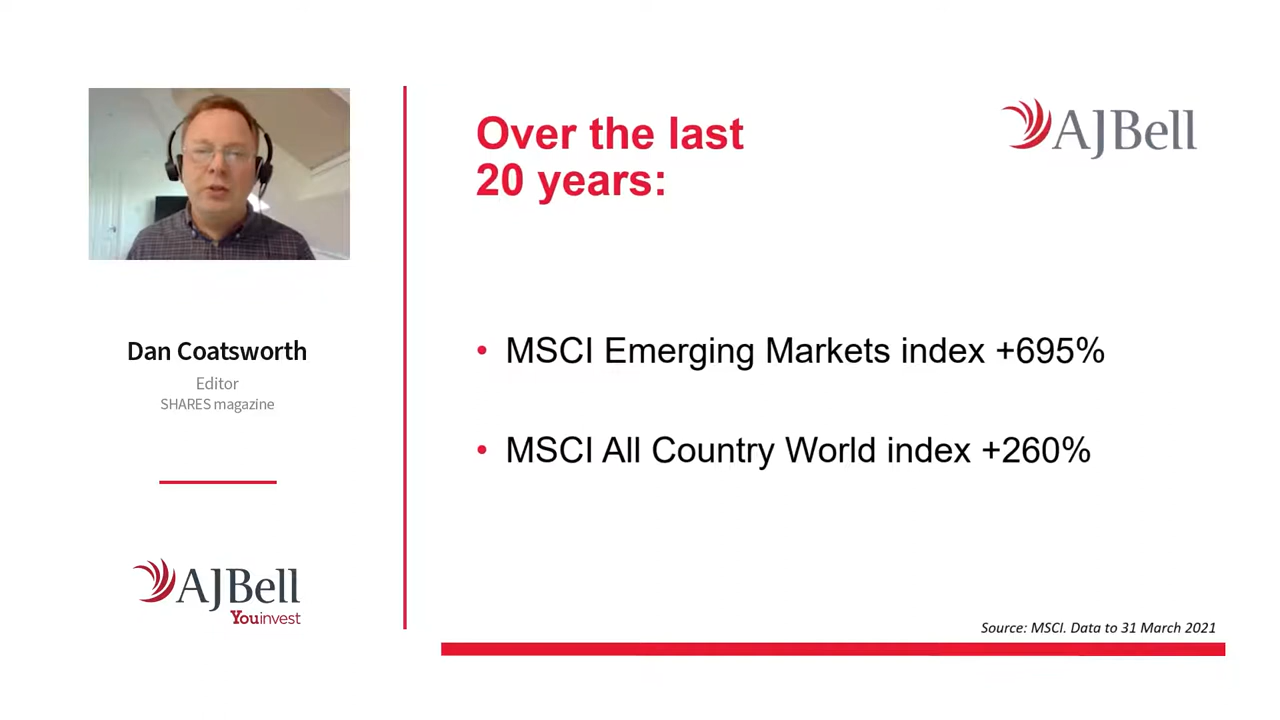 Dan Coatsworth
Editor
SHARES magazine
AJBell
Youinvest
Over the last
20 years:
AJBell
• MSCI Emerging Markets index +695%
• MSCI All Country World index +260%
Source: MSCI. Data to 31 March 2021